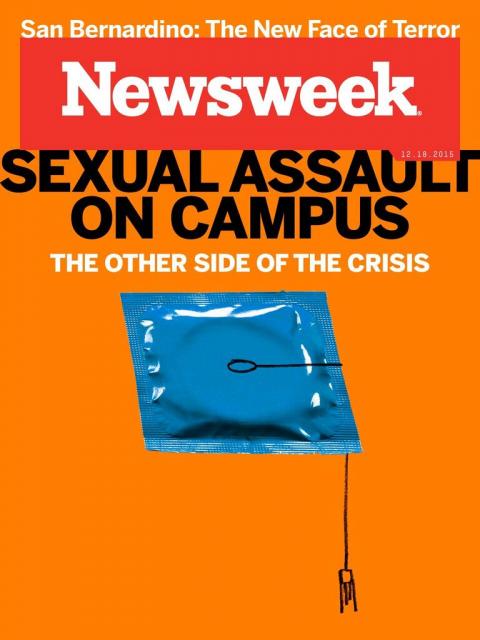 San Bernardino: The New Face of Terror
Newsweek
12.18.2015
SEXUAL ASSAULT
ON CAMPUS
THE OTHER SIDE OF THE CRISIS